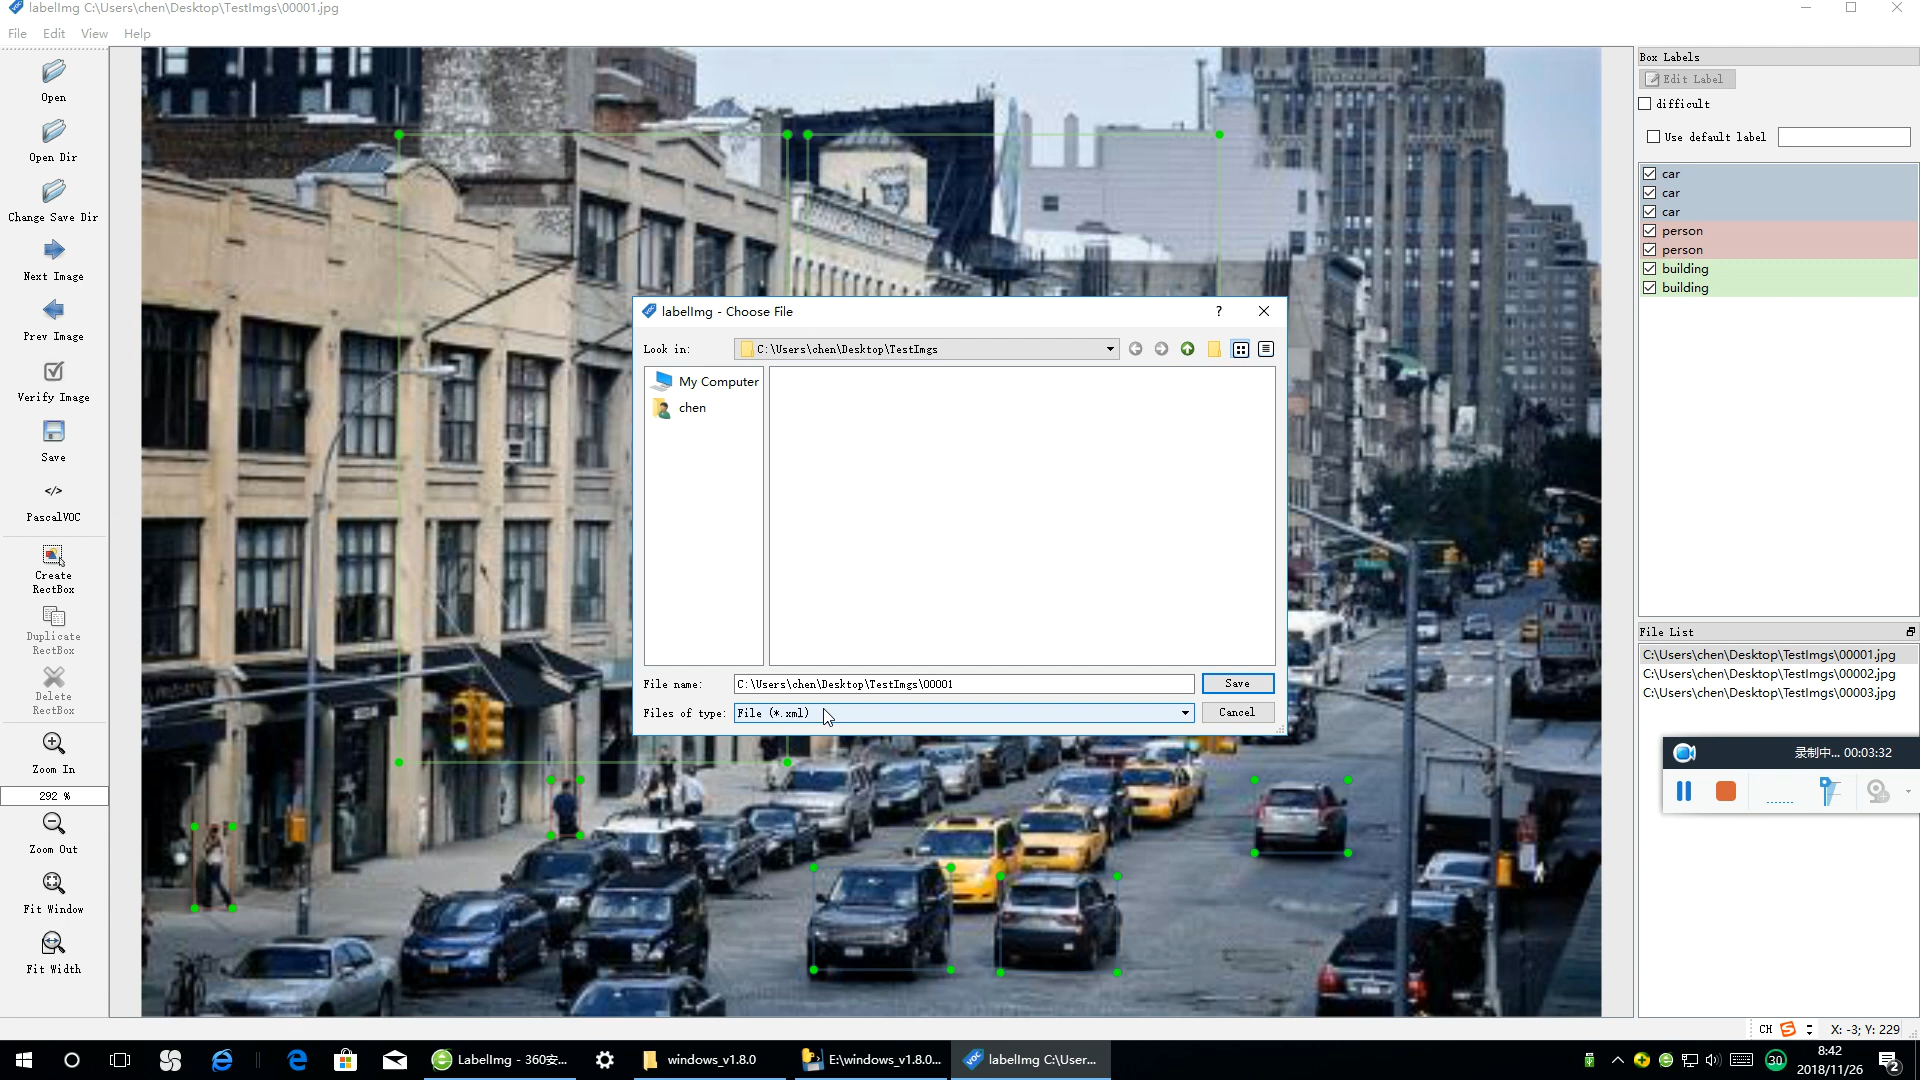 labelImg C:\Users\chen\Desktop\TestImgs\00001.jpg
File Edit View Help
Open
Open Dir
Change Save Dir
Next Image
Prev Image
Verify Image
Save
</>
PascalVOC
Create
RectBox
Duplicate
RectBox
Delete
RectBox
Zoom In
292 %
Zoom Out
Fit Window
Fit Width
labelImg - Choose File
?
Look in:
C:\Users\chen\Desktop\TestImgs
My Computer
chen
File name:
C:\Users\chen\Desktop\TestImgs\00001
Save
Files of type:
File (*.xml)
Cancel
Box Labels
Edit Label
difficult
Use default label
car
car
car
person
person
building
building
File List
C:\Users\chen\Desktop\TestImgs\00001.jpg
C:\Users\chen\Desktop\TestImgs\00002.jpg
C:\Users\chen\Desktop\TestImgs\00003.jpg
录制中... 00:03:32
CH
X: -3; Y: 229
LabelImg - 360安...
windows_v1.8.0
E:\windows_v1.8.0...
VOC
labelImg C:\User...
30
8:42
2018/11/26
2